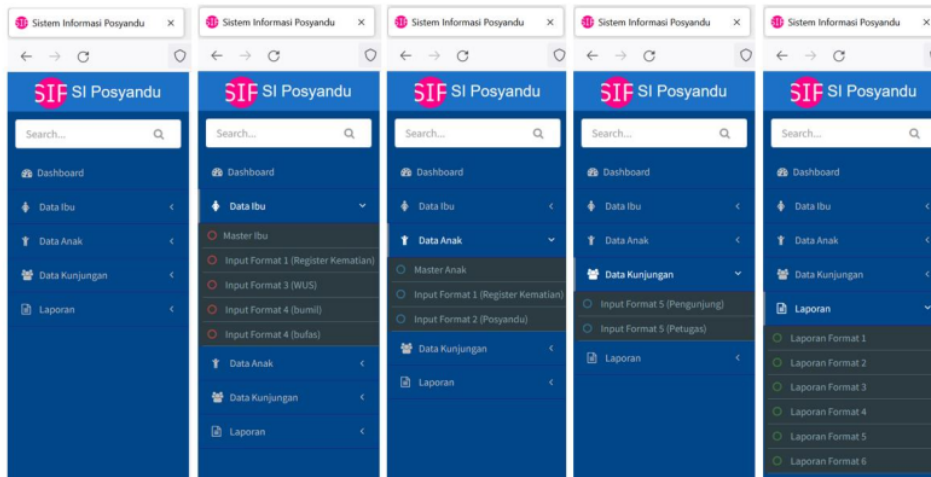 Sistem Informasi Posyandu
SIF SI Posyandu
Search...
Dashboard
Data Ibu
Data Anak
Data Kunjungan
Laporan
Sistem Informasi Posyandu
SIF SI Posyandu
Search...
Dashboard
Data Ibu
Master Ibu
Input Format 1 (Register Kematian)
Input Format 3 (WUS)
Input Format 4 (bumil)
Input Format 4 (bufas)
Data Anak
Data Kunjungan
Laporan
Sistem Informasi Posyandu
SIF SI Posyandu
Search...
Dashboard
Data Ibu
Data Anak
Master Anak
Input Format 1 (Register Kematian)
Input Format 2 (Posyandu)
Data Kunjungan
Laporan
Sistem Informasi Posyandu
SIF SI Posyandu
Search...
Dashboard
Data Ibu
Data Anak
Data Kunjungan
Input Format 5 (Pengunjung)
Input Format 5 (Petugas)
Laporan
Sistem Informasi Posyandu
SIF SI Posyandu
Search...
Dashboard
Data Ibu
Data Anak
Data Kunjungan
Laporan
Laporan Format 1
Laporan Format 2
Laporan Format 3
Laporan Format 4
Laporan Format 5
Laporan Format 6